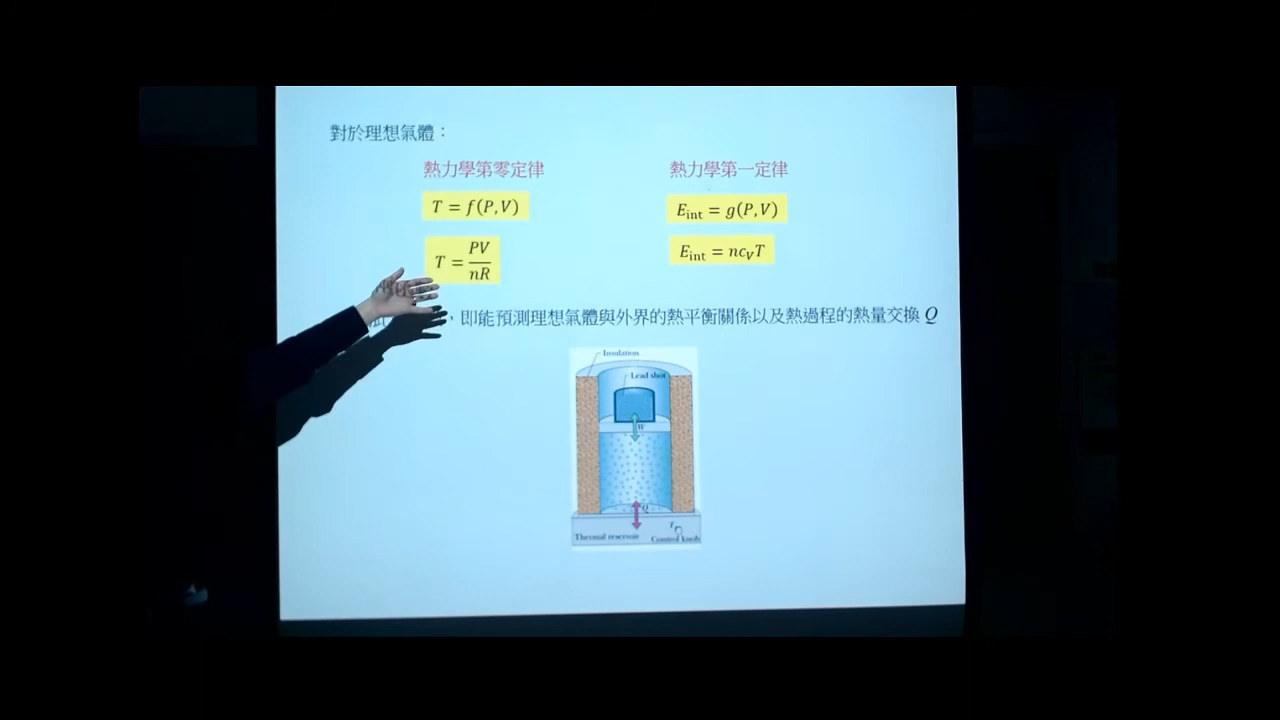 對於理想氣體：
熱力學第零定律
熱力學第一定律
T = f(P,V)
E_int = g(P,V)
T = PV/nR
E_int = nc_V T
，即能預測理想氣體與外界的熱平衡關係以及熱過程的熱量交換 Q
Insulation
Lead shot
W
Q
T
Thermal reservoir
Control knob